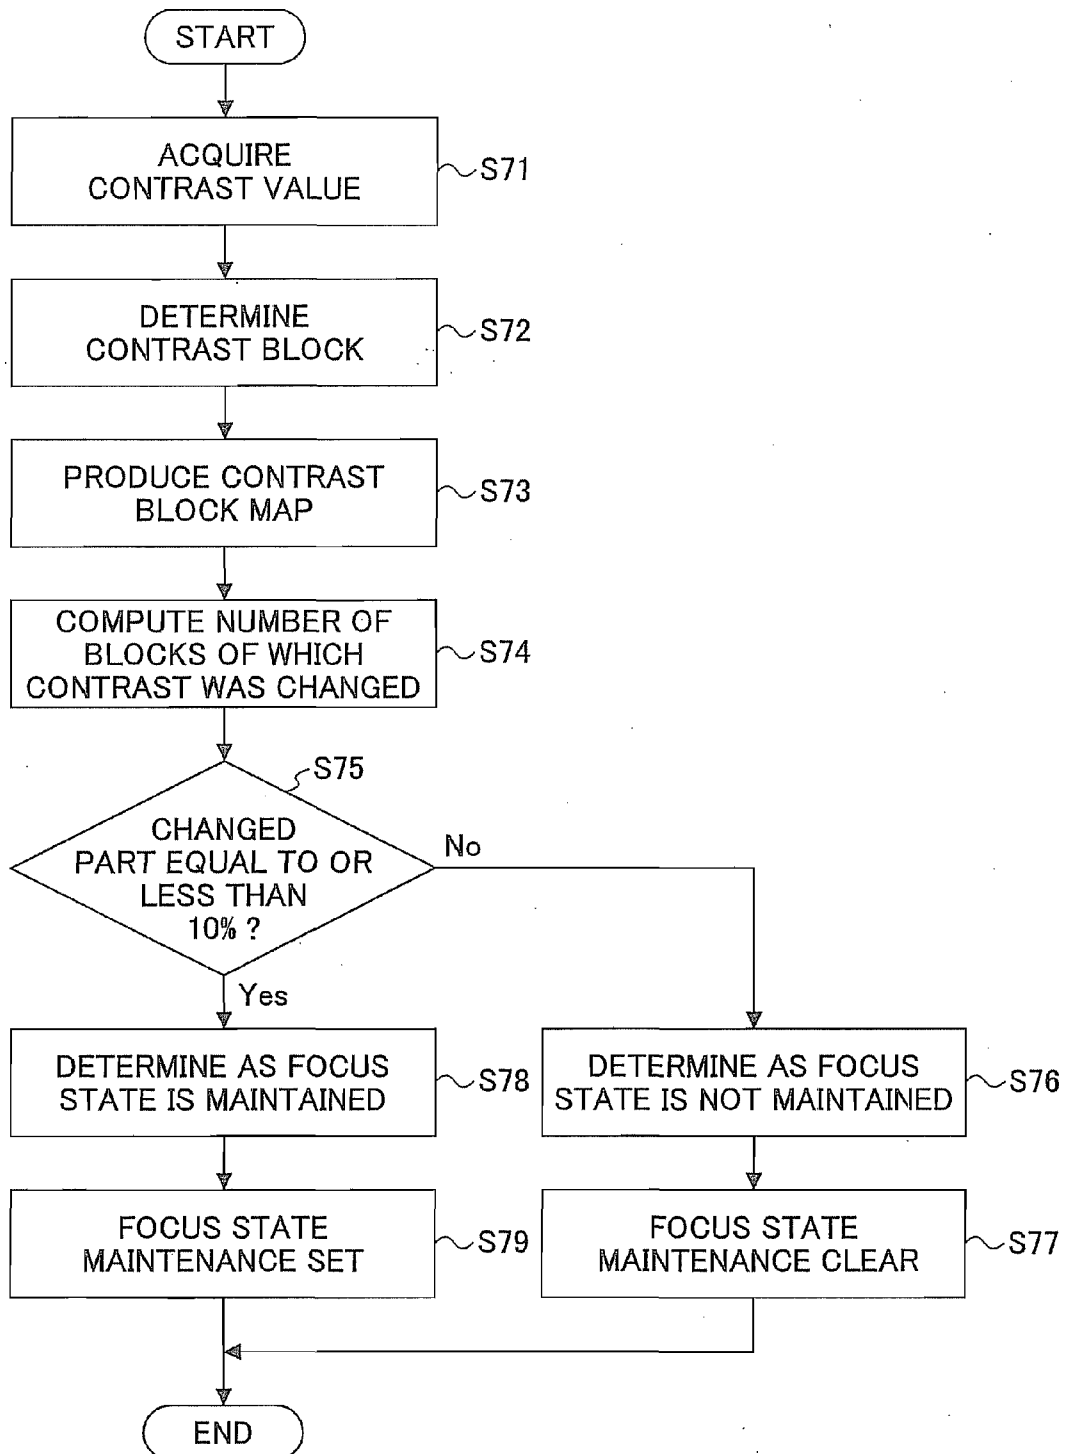 START
ACQUIRE
CONTRAST VALUE
S71
DETERMINE
CONTRAST BLOCK
S72
PRODUCE CONTRAST
BLOCK MAP
S73
COMPUTE NUMBER OF
BLOCKS OF WHICH
CONTRAST WAS CHANGED
S74
S75
CHANGED
PART EQUAL TO OR
LESS THAN
10% ?
No
Yes
DETERMINE AS FOCUS
STATE IS MAINTAINED
S78
DETERMINE AS FOCUS
STATE IS NOT MAINTAINED
S76
FOCUS STATE
MAINTENANCE SET
S79
FOCUS STATE
MAINTENANCE CLEAR
S77
END